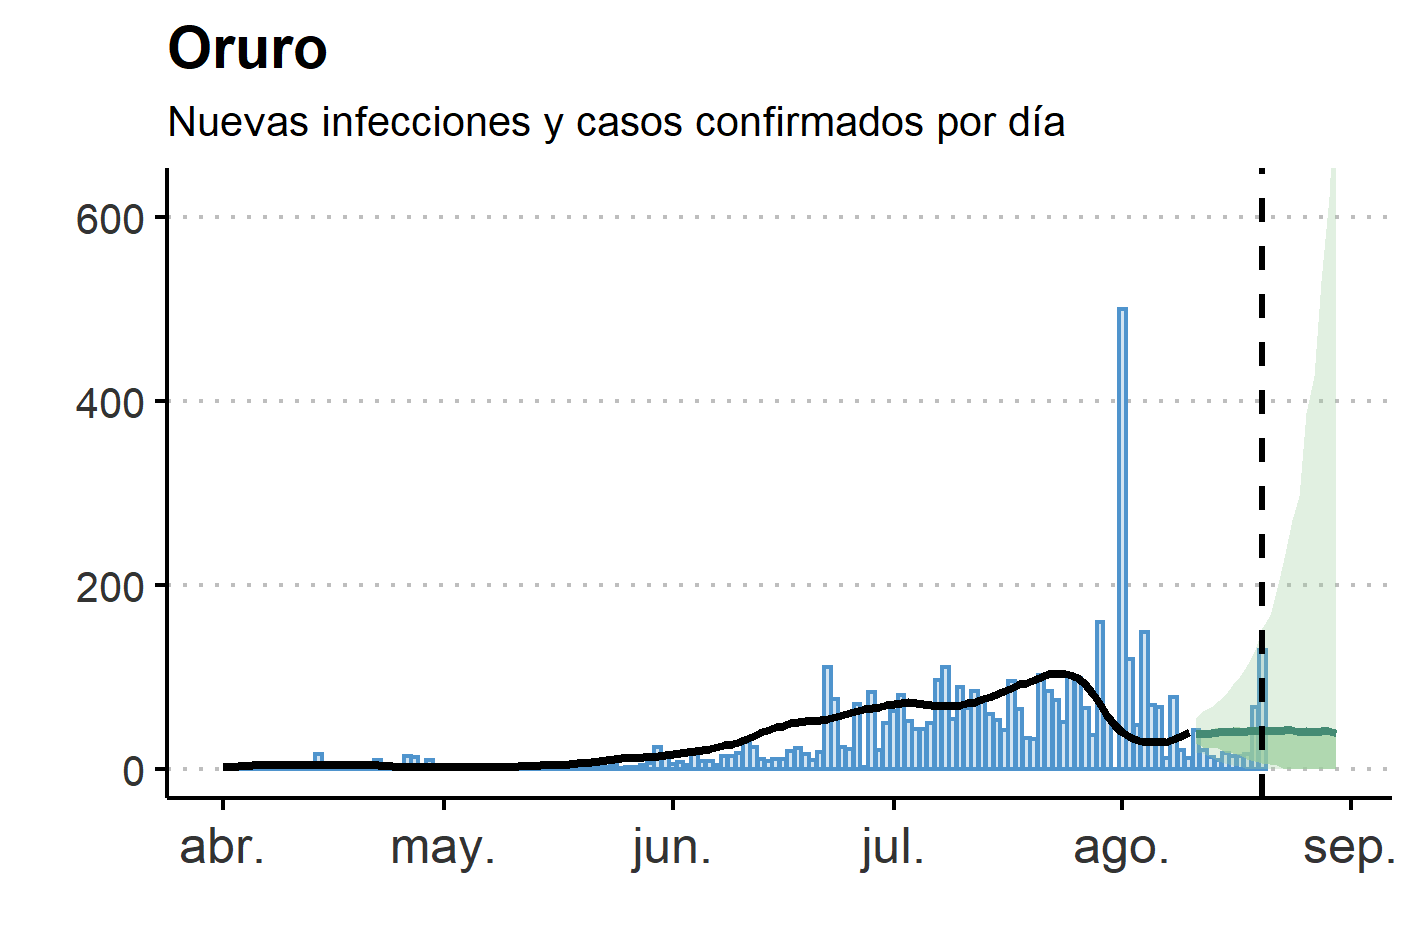 Oruro
Nuevas infecciones y casos confirmados por día
600
400
200
0
abr. may. jun. jul. ago. sep.